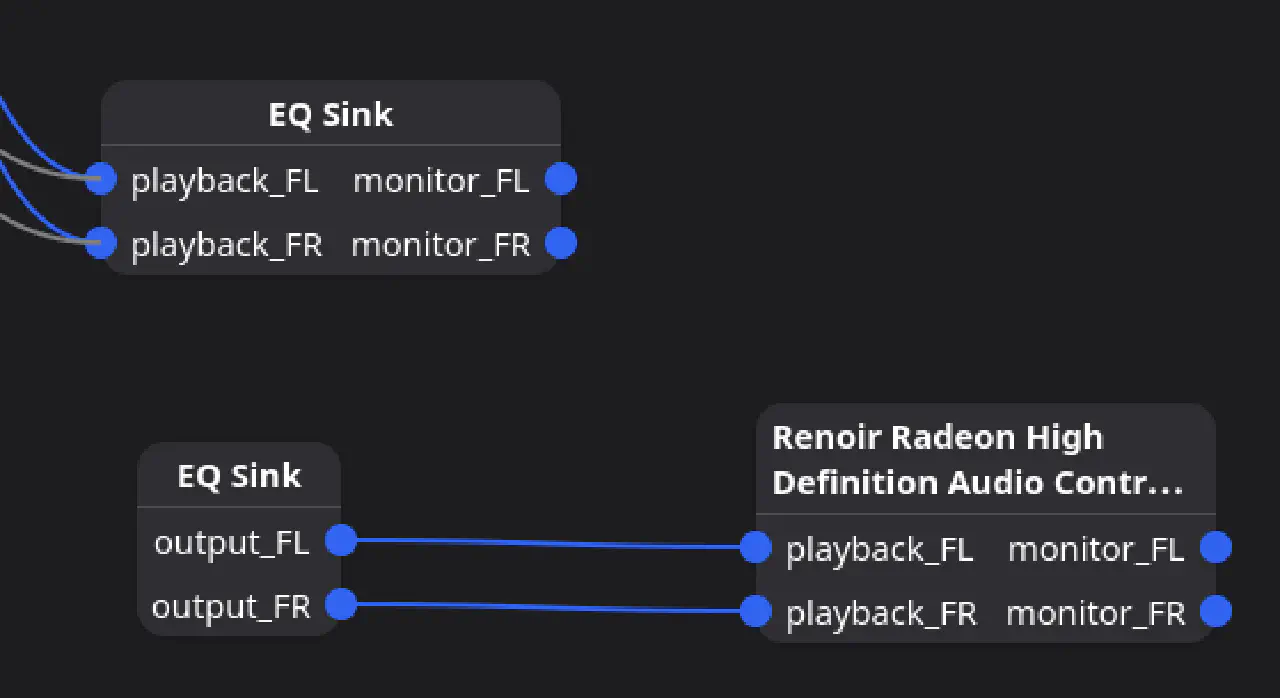 EQ Sink
playback_FL monitor_FL
playback_FR monitor_FR
EQ Sink
output_FL
output_FR
Renoir Radeon High
Definition Audio Contr...
playback_FL monitor_FL
playback_FR monitor_FR